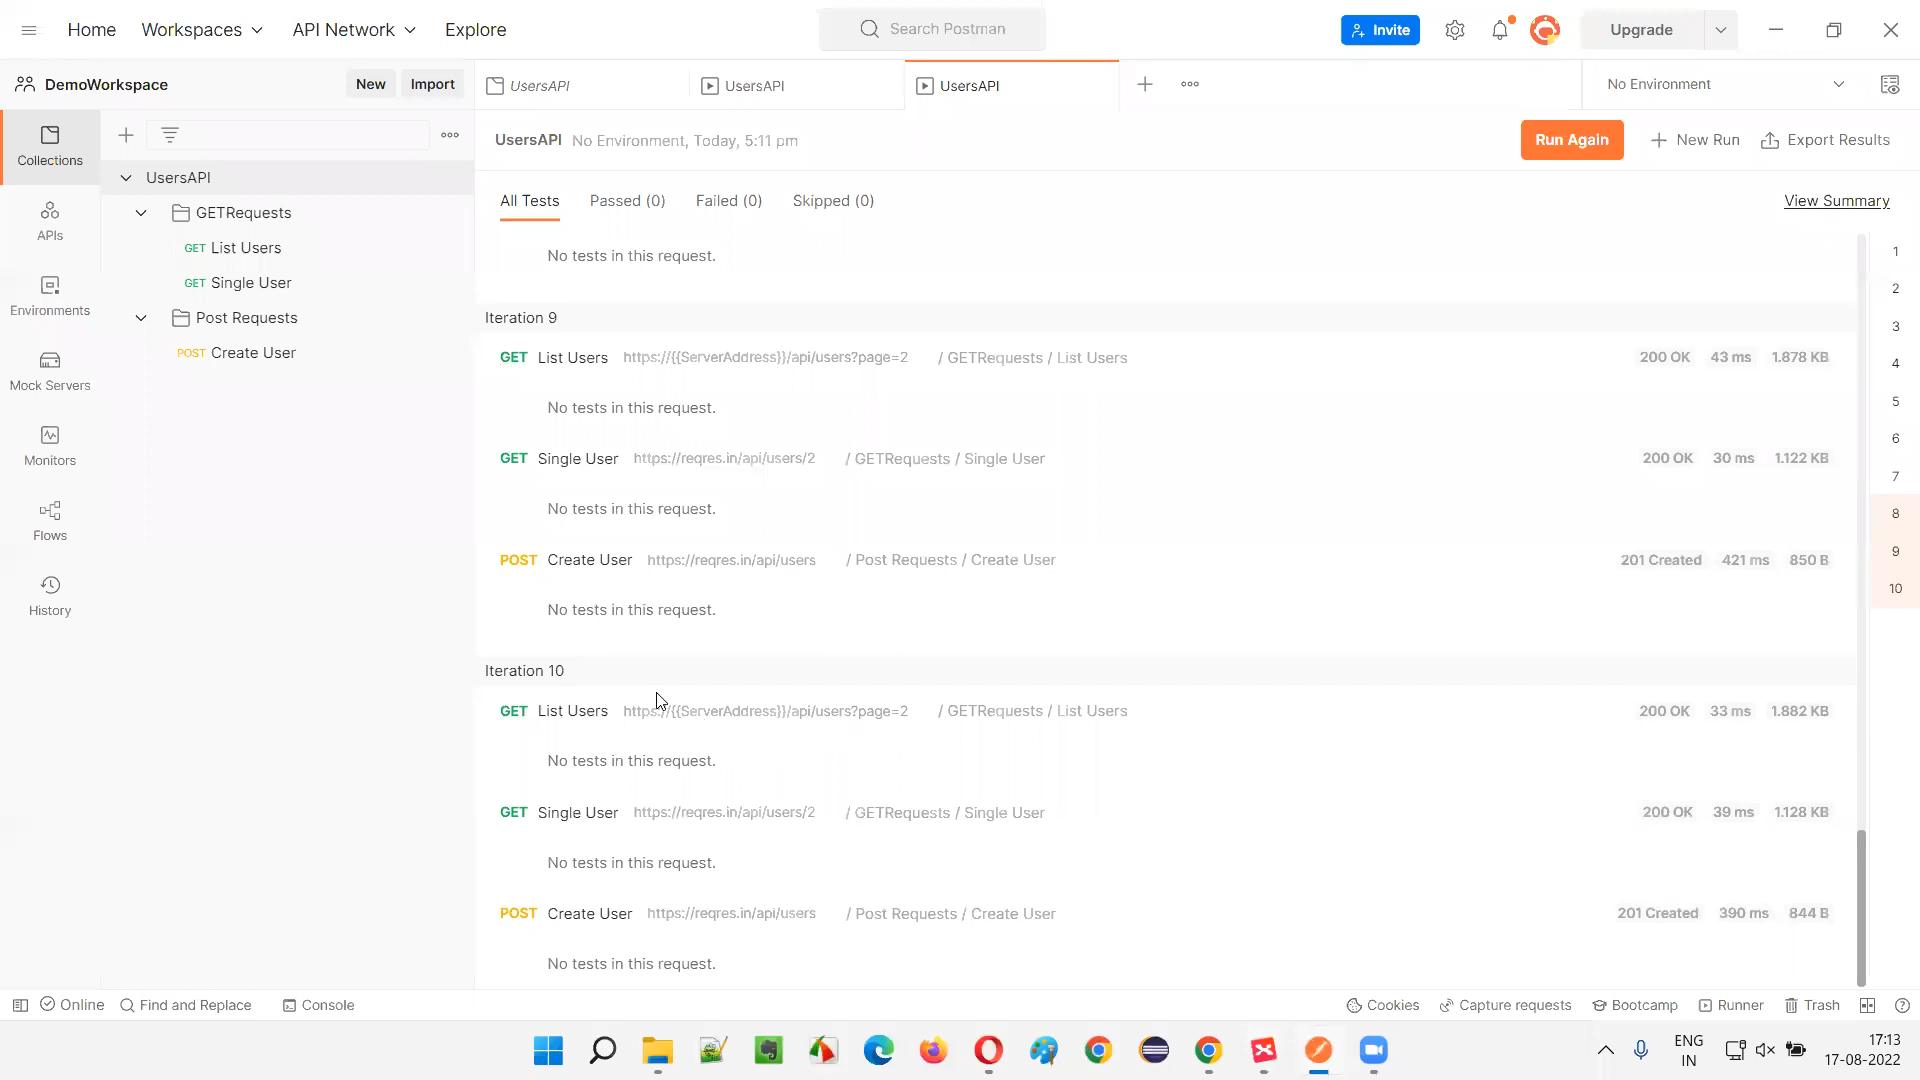 Home Workspaces API Network Explore Search Postman Invite Upgrade
DemoWorkspace New Import UsersAPI UsersAPI UsersAPI No Environment
Collections
APIs
Environments
Mock Servers
Monitors
Flows
History
UsersAPI
GETRequests
GET List Users
GET Single User
Post Requests
POST Create User
UsersAPI No Environment, Today, 5:11 pm Run Again New Run Export Results
All Tests Passed (0) Failed (0) Skipped (0) View Summary
No tests in this request.
Iteration 9
GET List Users https://{{ServerAddress}}/api/users?page=2 / GETRequests / List Users 200 OK 43 ms 1.878 KB
No tests in this request.
GET Single User https://reqres.in/api/users/2 / GETRequests / Single User 200 OK 30 ms 1.122 KB
No tests in this request.
POST Create User https://reqres.in/api/users / Post Requests / Create User 201 Created 421 ms 850 B
No tests in this request.
Iteration 10
GET List Users https://{{ServerAddress}}/api/users?page=2 / GETRequests / List Users 200 OK 33 ms 1.882 KB
No tests in this request.
GET Single User https://reqres.in/api/users/2 / GETRequests / Single User 200 OK 39 ms 1.128 KB
No tests in this request.
POST Create User https://reqres.in/api/users / Post Requests / Create User 201 Created 390 ms 844 B
No tests in this request.
1
2
3
4
5
6
7
8
9
10
Online Find and Replace Console Cookies Capture requests Bootcamp Runner Trash
ENG 17:13
IN 17-08-2022